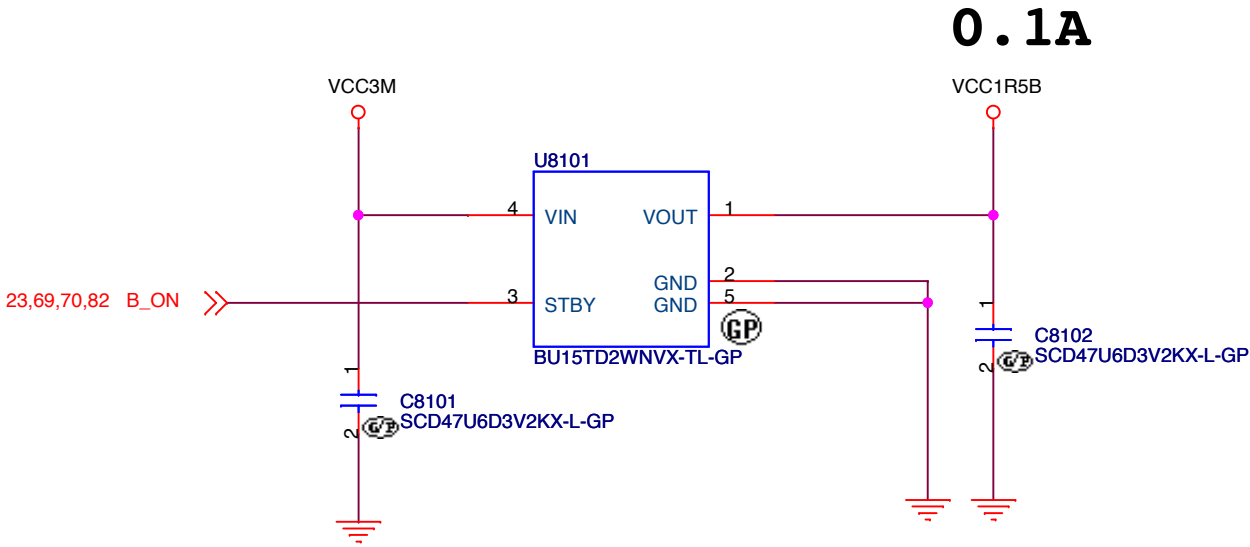 0.1A
VCC3M
VCC1R5B
U8101
4
VIN
VOUT
1
GND
2
23,69,70,82
B_ON
3
STBY
GND
5
GP
BU15TD2WNVX-TL-GP
1
C8102
SCD47U6D3V2KX-L-GP
G/P
2
1
C8101
SCD47U6D3V2KX-L-GP
G/P
2